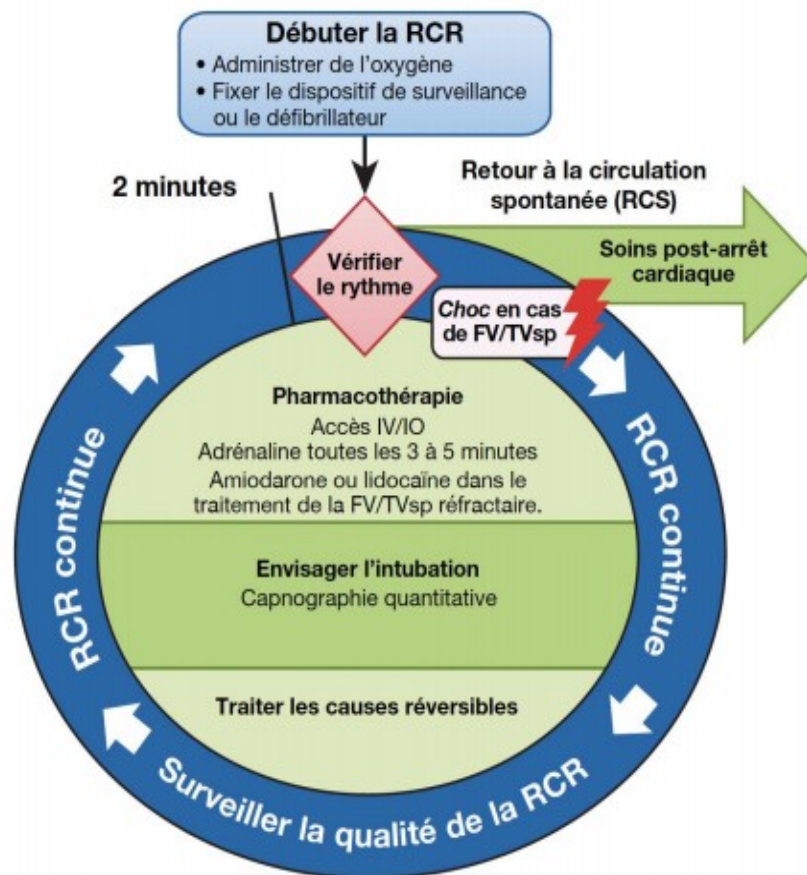 Débuter la RCR
• Administrer de l'oxygène
• Fixer le dispositif de surveillance
ou le défibrillateur
2 minutes
Retour à la circulation
spontanée (RCS)
Soins post-arrêt
cardiaque
Vérifier
le rythme
Choc en cas
de FV/TVsp
Pharmacothérapie
Accès IV/IO
Adrénaline toutes les 3 à 5 minutes
Amiodarone ou lidocaïne dans le
traitement de la FV/TVsp réfractaire.
Envisager l'intubation
Capnographie quantitative
Traiter les causes réversibles
RCR continue
Surveiller la qualité de la RCR
RCR continue